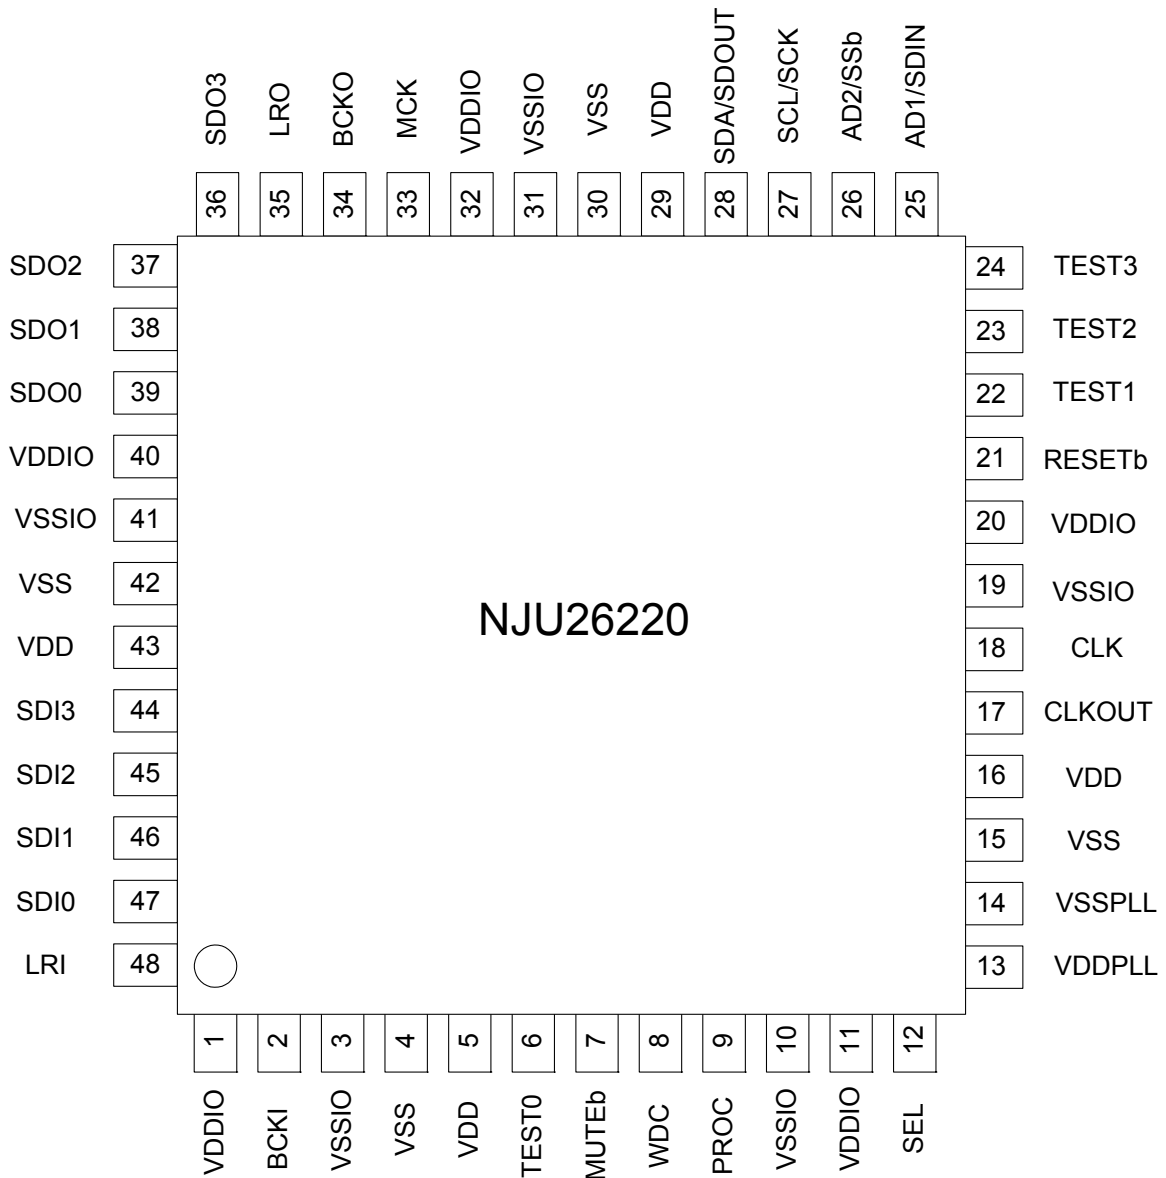 SDO3
LRO
BCKO
MCK
VDDIO
VSSIO
VSS
VDD
SDA/SDOUT
SCL/SCK
AD2/SSb
AD1/SDIN
36
35
34
33
32
31
30
29
28
27
26
25
SDO2 37
SDO1 38
SDO0 39
VDDIO 40
VSSIO 41
VSS 42
VDD 43
SDI3 44
SDI2 45
SDI1 46
SDI0 47
LRI 48
NJU26220
24 TEST3
23 TEST2
22 TEST1
21 RESETb
20 VDDIO
19 VSSIO
18 CLK
17 CLKOUT
16 VDD
15 VSS
14 VSSPLL
13 VDDPLL
1
2
3
4
5
6
7
8
9
10
11
12
VDDIO
BCKI
VSSIO
VSS
VDD
TEST0
MUTEb
WDC
PROC
VSSIO
VDDIO
SEL